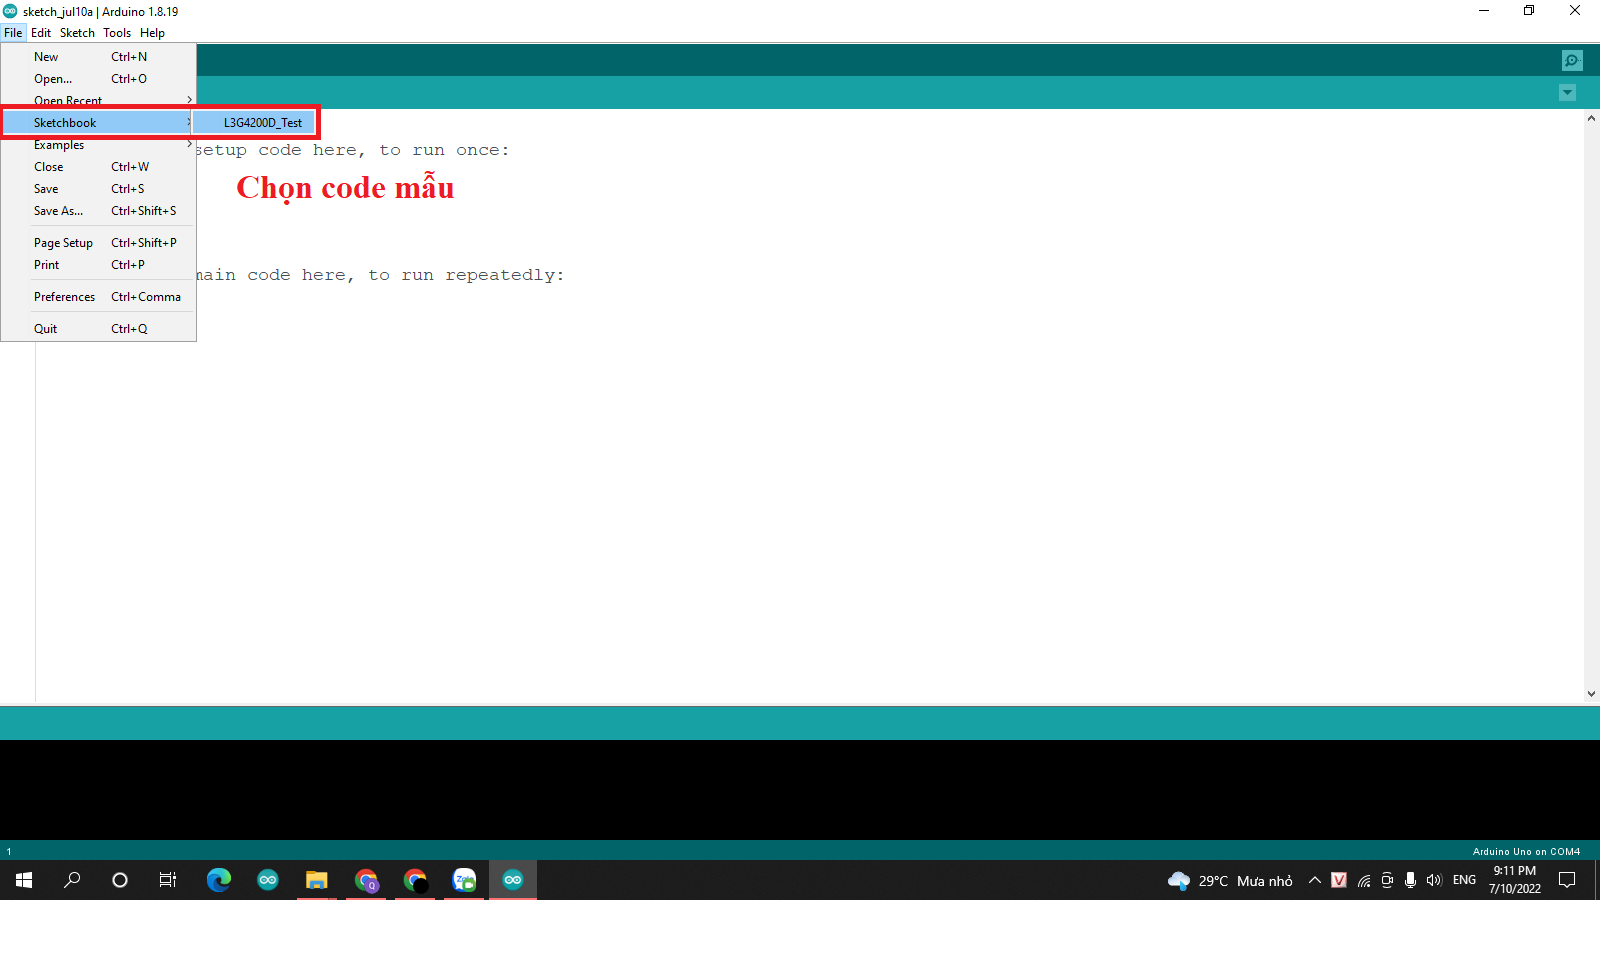 sketch_jul10a | Arduino 1.8.19
File Edit Sketch Tools Help
New Ctrl+N
Open... Ctrl+O
Open Recent
Sketchbook L3G4200D_Test
Examples
setup code here, to run once:
Close Ctrl+W
Save Ctrl+S
Chọn code mẫu
Save As... Ctrl+Shift+S
Page Setup Ctrl+Shift+P
Print Ctrl+P
main code here, to run repeatedly:
Preferences Ctrl+Comma
Quit Ctrl+Q
1 Arduino Uno on COM4
29°C Mưa nhỏ
ENG
9:11 PM
7/10/2022